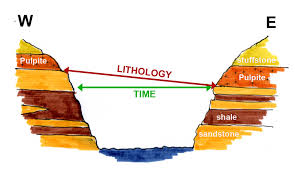 W
E
Pulpite
stuffstone
Pulpite
LITHOLOGY
TIME
shale
sandstone